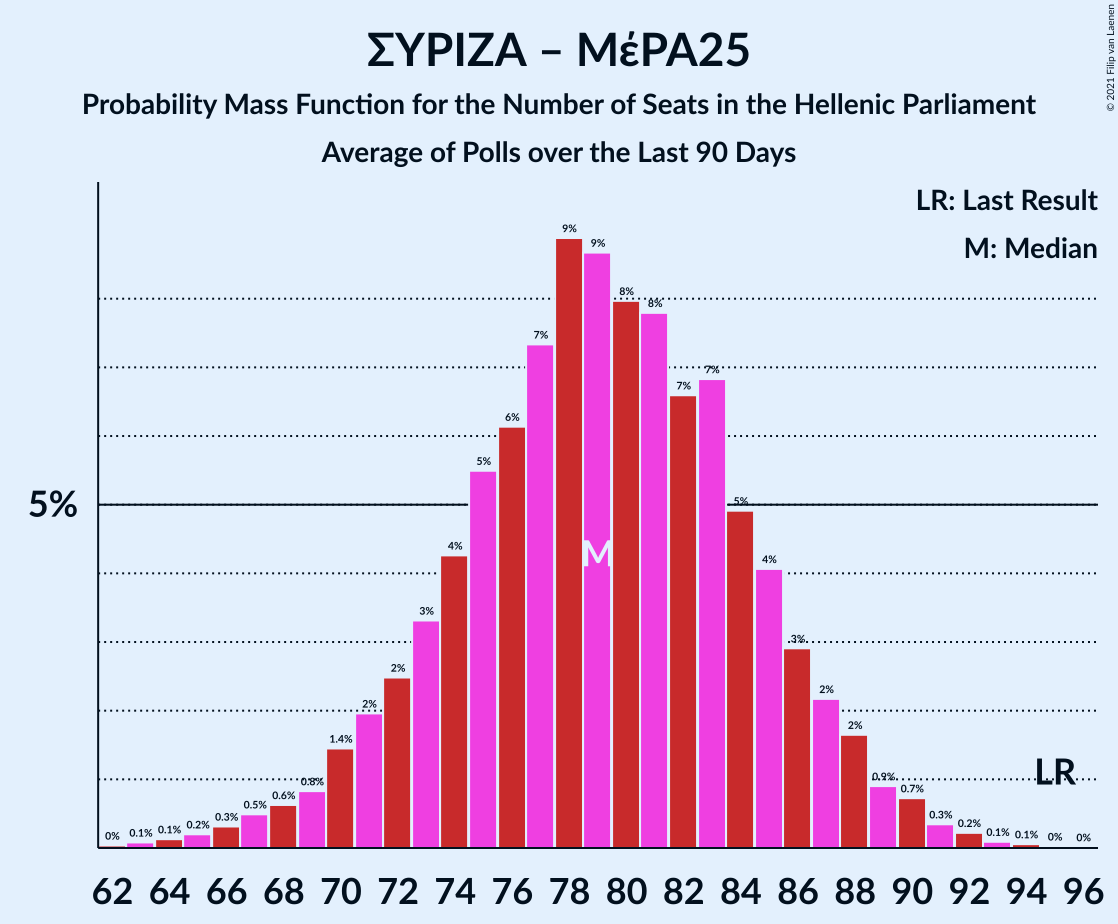 ΣΥΡΙΖΑ – ΜέΡΑ25
Probability Mass Function for the Number of Seats in the Hellenic Parliament
Average of Polls over the Last 90 Days
© 2021 Filip van Laenen
LR: Last Result
M: Median
5%
0% 0.1% 0.1% 0.2% 0.3% 0.5% 0.6% 0.8% 1.4% 2% 2% 3% 4% 5% 6% 7% 9% 9% 8% 8% 7% 7% 5% 4% 3% 2% 2% 0.9% 0.7% 0.3% 0.2% 0.1% 0.1% 0% 0%
M
LR
62 64 66 68 70 72 74 76 78 80 82 84 86 88 90 92 94 96